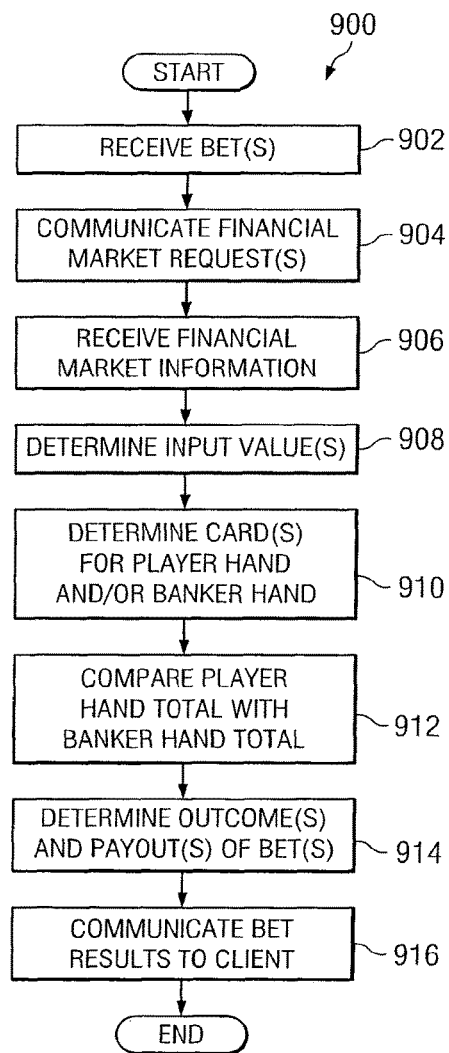 900
START
RECEIVE BET(S)
902
COMMUNICATE FINANCIAL
MARKET REQUEST(S)
904
RECEIVE FINANCIAL
MARKET INFORMATION
906
DETERMINE INPUT VALUE(S)
908
DETERMINE CARD(S)
FOR PLAYER HAND
AND/OR BANKER HAND
910
COMPARE PLAYER
HAND TOTAL WITH
BANKER HAND TOTAL
912
DETERMINE OUTCOME(S)
AND PAYOUT(S) OF BET(S)
914
COMMUNICATE BET
RESULTS TO CLIENT
916
END